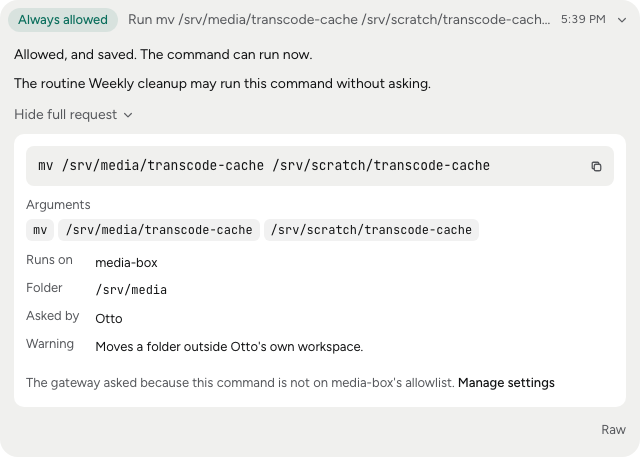 Always allowed Run mv /srv/media/transcode-cache /srv/scratch/transcode-cach... 5:39 PM
Allowed, and saved. The command can run now.
The routine Weekly cleanup may run this command without asking.
Hide full request
mv /srv/media/transcode-cache /srv/scratch/transcode-cache
Arguments
mv /srv/media/transcode-cache /srv/scratch/transcode-cache
Runs on media-box
Folder /srv/media
Asked by Otto
Warning Moves a folder outside Otto's own workspace.
The gateway asked because this command is not on media-box's allowlist. Manage settings
Raw